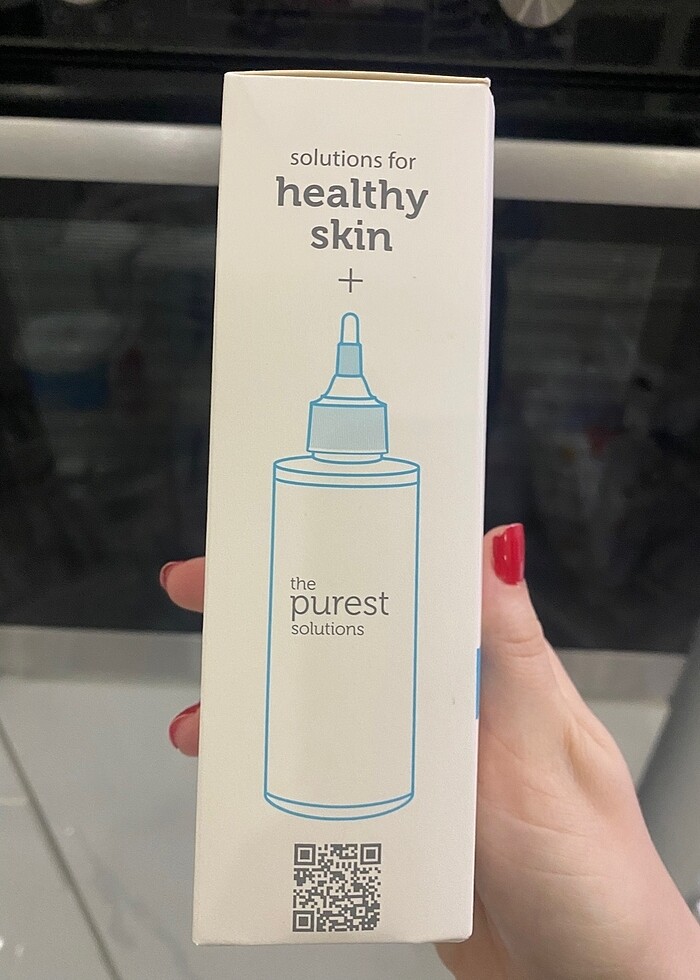 solutions for
healthy
skin
+
the
purest
solutions